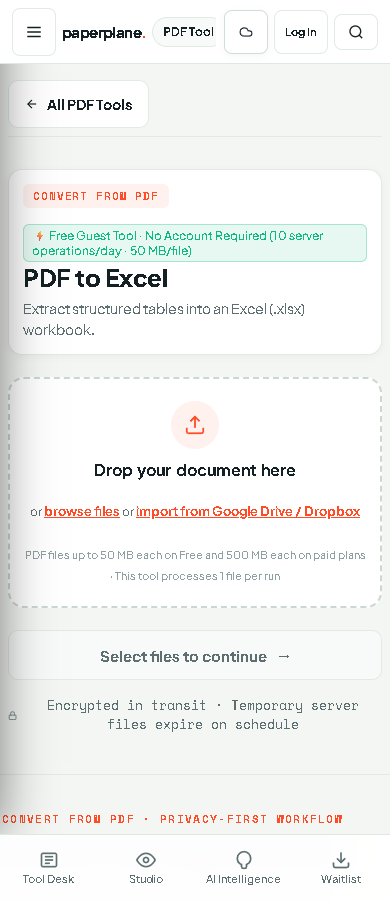 paperplane.
PDF Tool
Log In
← All PDF Tools
CONVERT FROM PDF
Free Guest Tool · No Account Required (10 server
operations/day · 50 MB/file)
PDF to Excel
Extract structured tables into an Excel (.xlsx)
workbook.
Drop your document here
or browse files or import from Google Drive / Dropbox
PDF files up to 50 MB each on Free and 500 MB each on paid plans
· This tool processes 1 file per run
Select files to continue →
Encrypted in transit · Temporary server
files expire on schedule
CONVERT FROM PDF · PRIVACY-FIRST WORKFLOW
Tool Desk
Studio
AI Intelligence
Waitlist